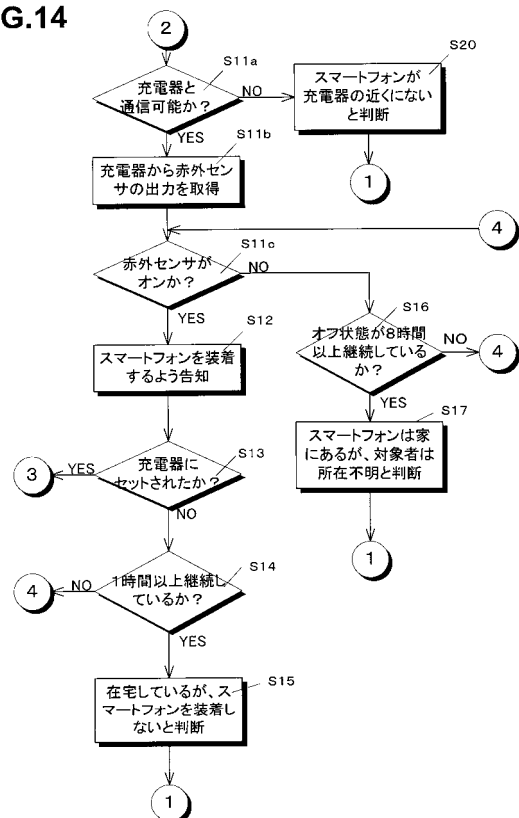 G.14
2
S11a
充電器と
通信可能か？
NO
YES
S20
スマートフォンが
充電器の近くにない
と判断
1
S11b
充電器から赤外セン
サの出力を取得
4
S11c
赤外センサが
オンか？
NO
YES
S12
スマートフォンを装着
するよう告知
S16
オフ状態が８時間
以上継続している
か？
NO
4
YES
S17
スマートフォンは家
にあるが、対象者は
所在不明と判断
1
S13
充電器に
セットされたか？
YES
3
NO
S14
１時間以上継続し
ているか？
NO
4
YES
S15
在宅しているが、ス
マートフォンを装着し
ないと判断
1